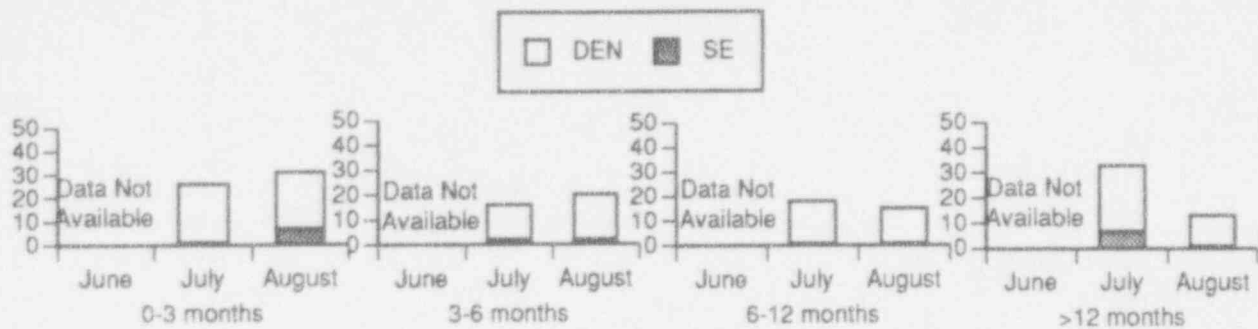 DEN SE
50 50 50 50
40 40 40 40
30 30 30 30
20 Data Not 20 Data Not 20 20 Data Not
10 Available 10 Available 10 10 Available
0 0 0 0
June July August June July August June July August June July August
0-3 months 3-6 months 6-12 months >12 months